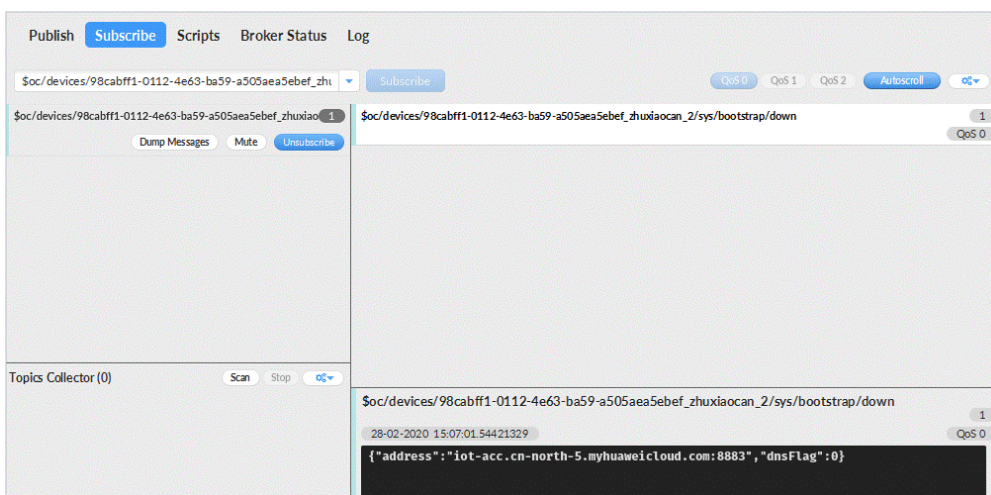 Publish Subscribe Scripts Broker Status Log
$oc/devices/98cabff1-0112-4e63-ba59-a505aea5ebef_zhu Subscribe QoS 0 QoS 1 QoS 2 Autoscroll
$oc/devices/98cabff1-0112-4e63-ba59-a505aea5ebef_zhuxiao 1
Dump Messages Mute Unsubscribe
$oc/devices/98cabff1-0112-4e63-ba59-a505aea5ebef_zhuxiaocan_2/sys/bootstrap/down 1
QoS 0
Topics Collector (0) Scan Stop
$oc/devices/98cabff1-0112-4e63-ba59-a505aea5ebef_zhuxiaocan_2/sys/bootstrap/down
1
28-02-2020 15:07:01.54421329 QoS 0
{"address":"iot-acc.cn-north-5.myhuaweicloud.com:8883","dnsFlag":0}